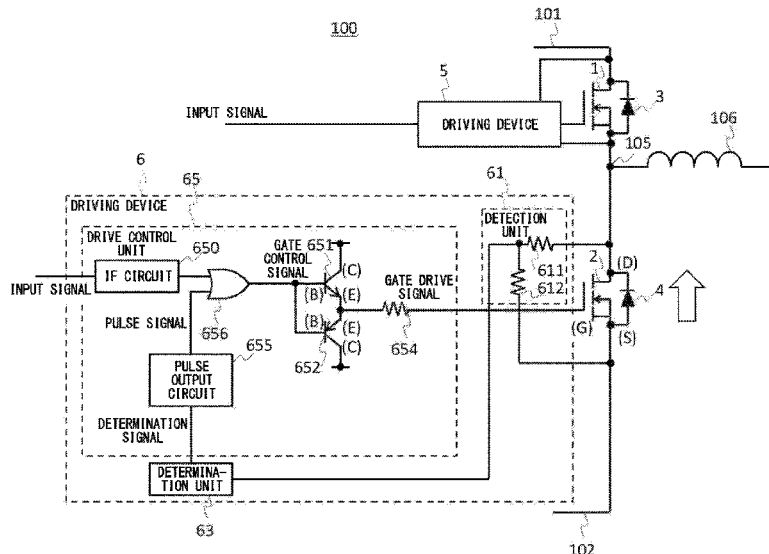 100
101
5
1
3
INPUT SIGNAL
DRIVING DEVICE
105
106
6
65
61
DRIVING DEVICE
DETECTION
UNIT
DRIVE CONTROL
UNIT
650
GATE
CONTROL
SIGNAL
651
611
2
(D)
4
IF CIRCUIT
(C)
612
INPUT SIGNAL
(B)
(E)
GATE DRIVE
SIGNAL
PULSE SIGNAL
656
(B)
(E)
(G)
(S)
655
652
(C)
654
PULSE
OUTPUT
CIRCUIT
DETERMINATION
SIGNAL
DETERMINA-
TION UNIT
63
102